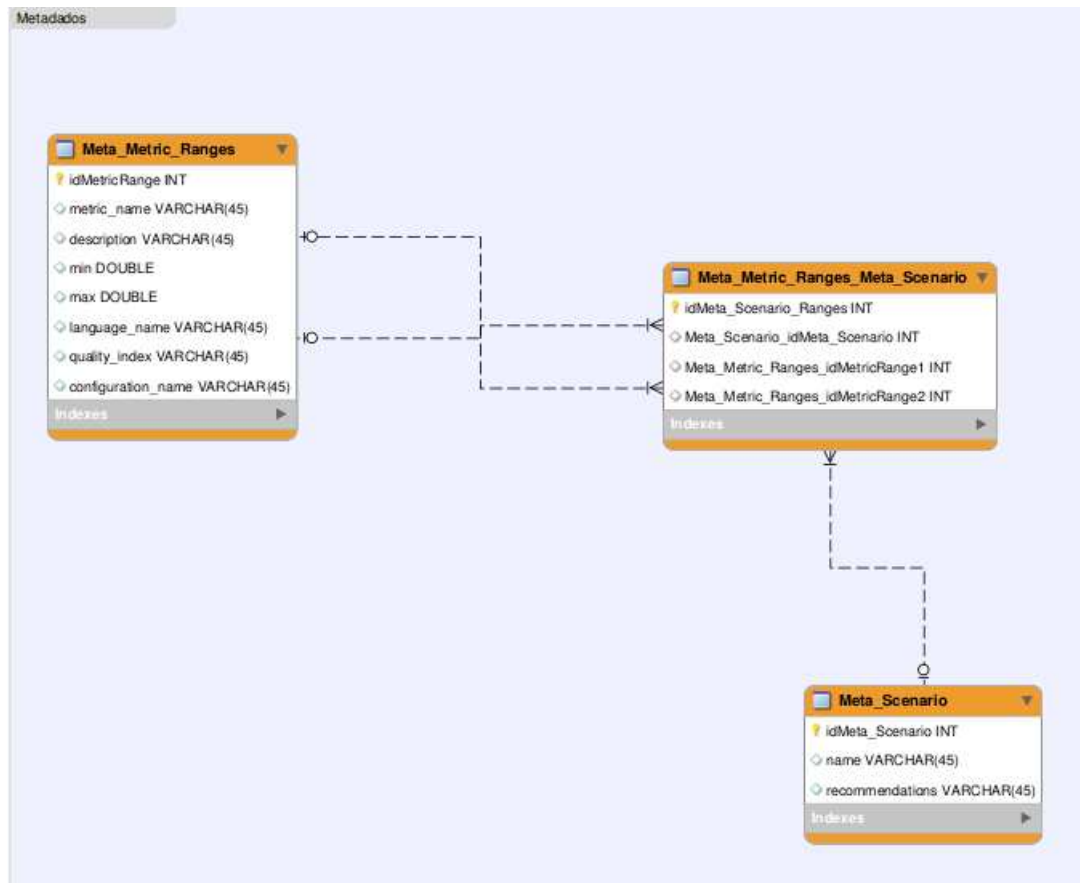 Metadados
Meta_Metric_Ranges
idMetricRange INT
metric_name VARCHAR(45)
description VARCHAR(45)
min DOUBLE
max DOUBLE
language_name VARCHAR(45)
quality_index VARCHAR(45)
configuration_name VARCHAR(45)
Indexes
Meta_Metric_Ranges_Meta_Scenario
idMeta_Scenario_Ranges INT
Meta_Scenario_idMeta_Scenario INT
Meta_Metric_Ranges_idMetricRange1 INT
Meta_Metric_Ranges_idMetricRange2 INT
Indexes
Meta_Scenario
idMeta_Scenario INT
name VARCHAR(45)
recommendations VARCHAR(45)
Indexes